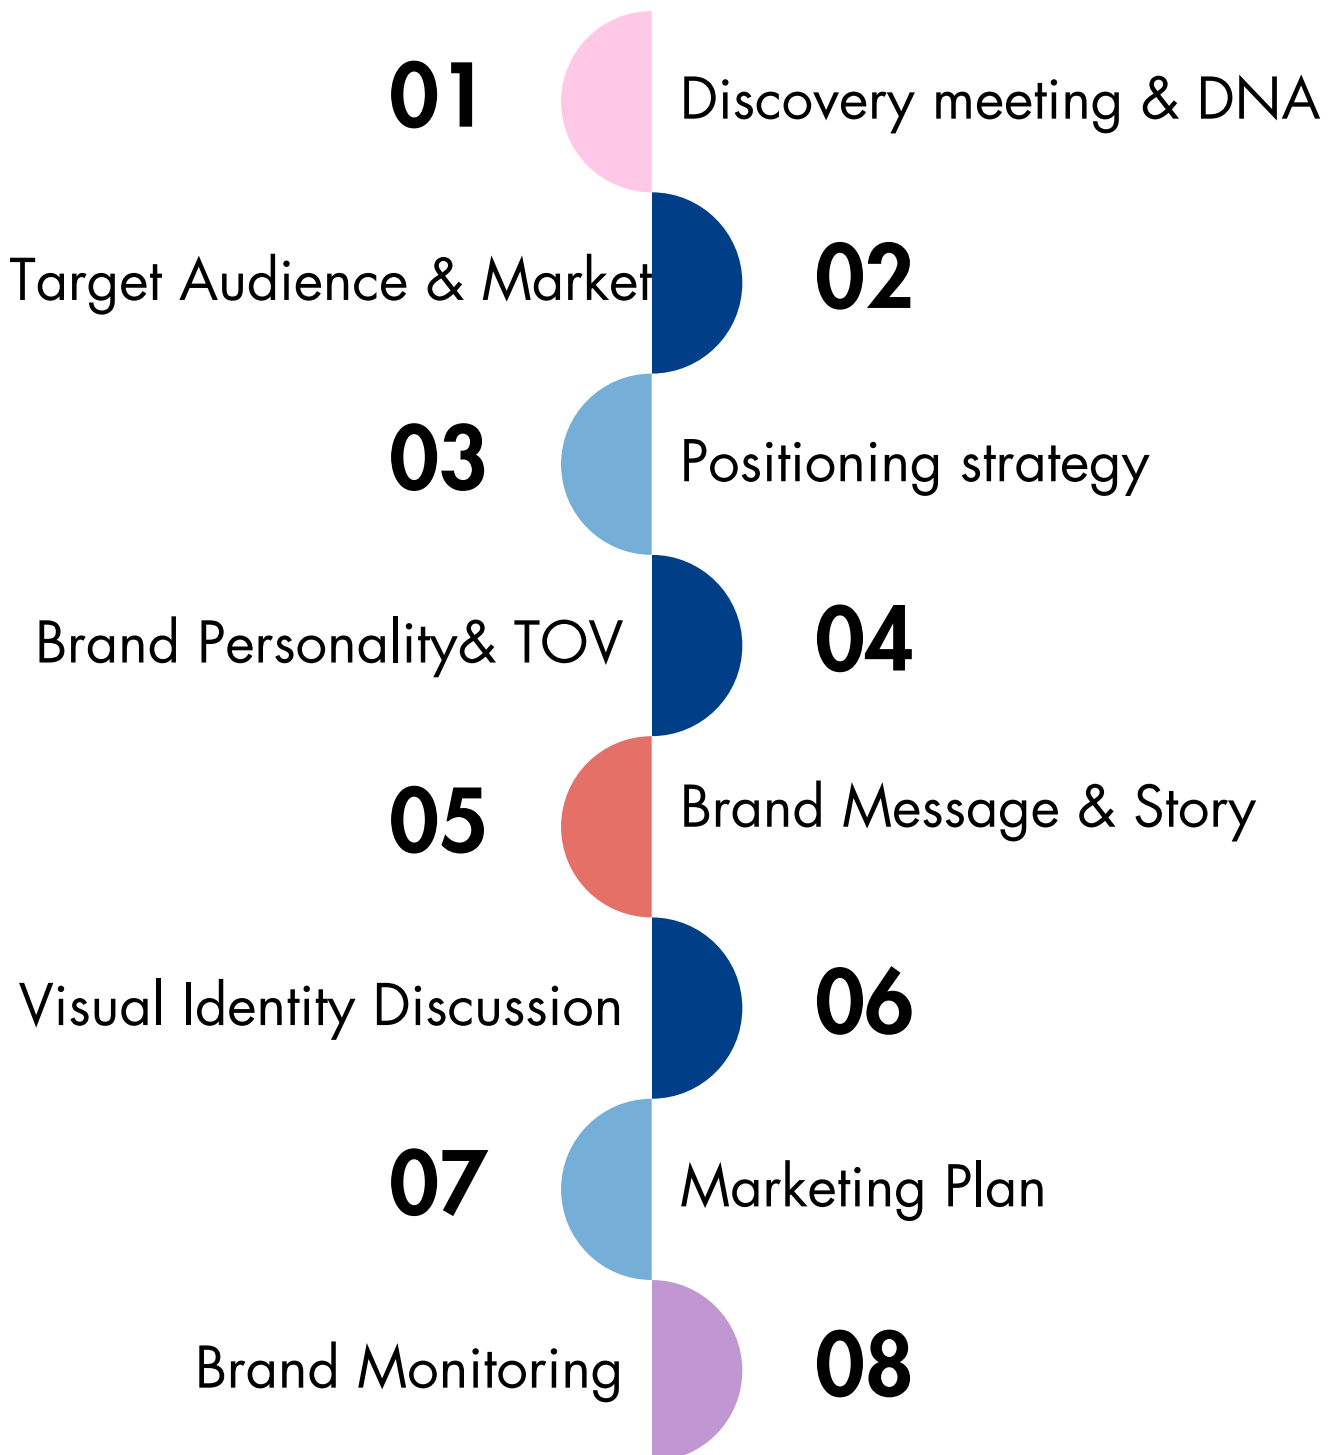 01
Discovery meeting & DNA
Target Audience & Market
02
03
Positioning strategy
Brand Personality& TOV
04
05
Brand Message & Story
Visual Identity Discussion
06
07
Marketing Plan
Brand Monitoring
08